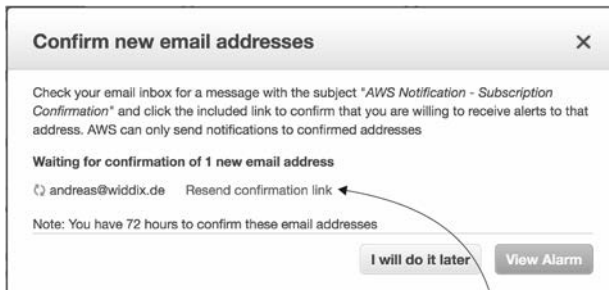 Confirm new email addresses ×
Check your email inbox for a message with the subject "AWS Notification - Subscription
Confirmation" and click the included link to confirm that you are willing to receive alerts to that
address. AWS can only send notifications to confirmed addresses
Waiting for confirmation of 1 new email address
andreas@widdix.de Resend confirmation link
Note: You have 72 hours to confirm these email addresses
I will do it later View Alarm